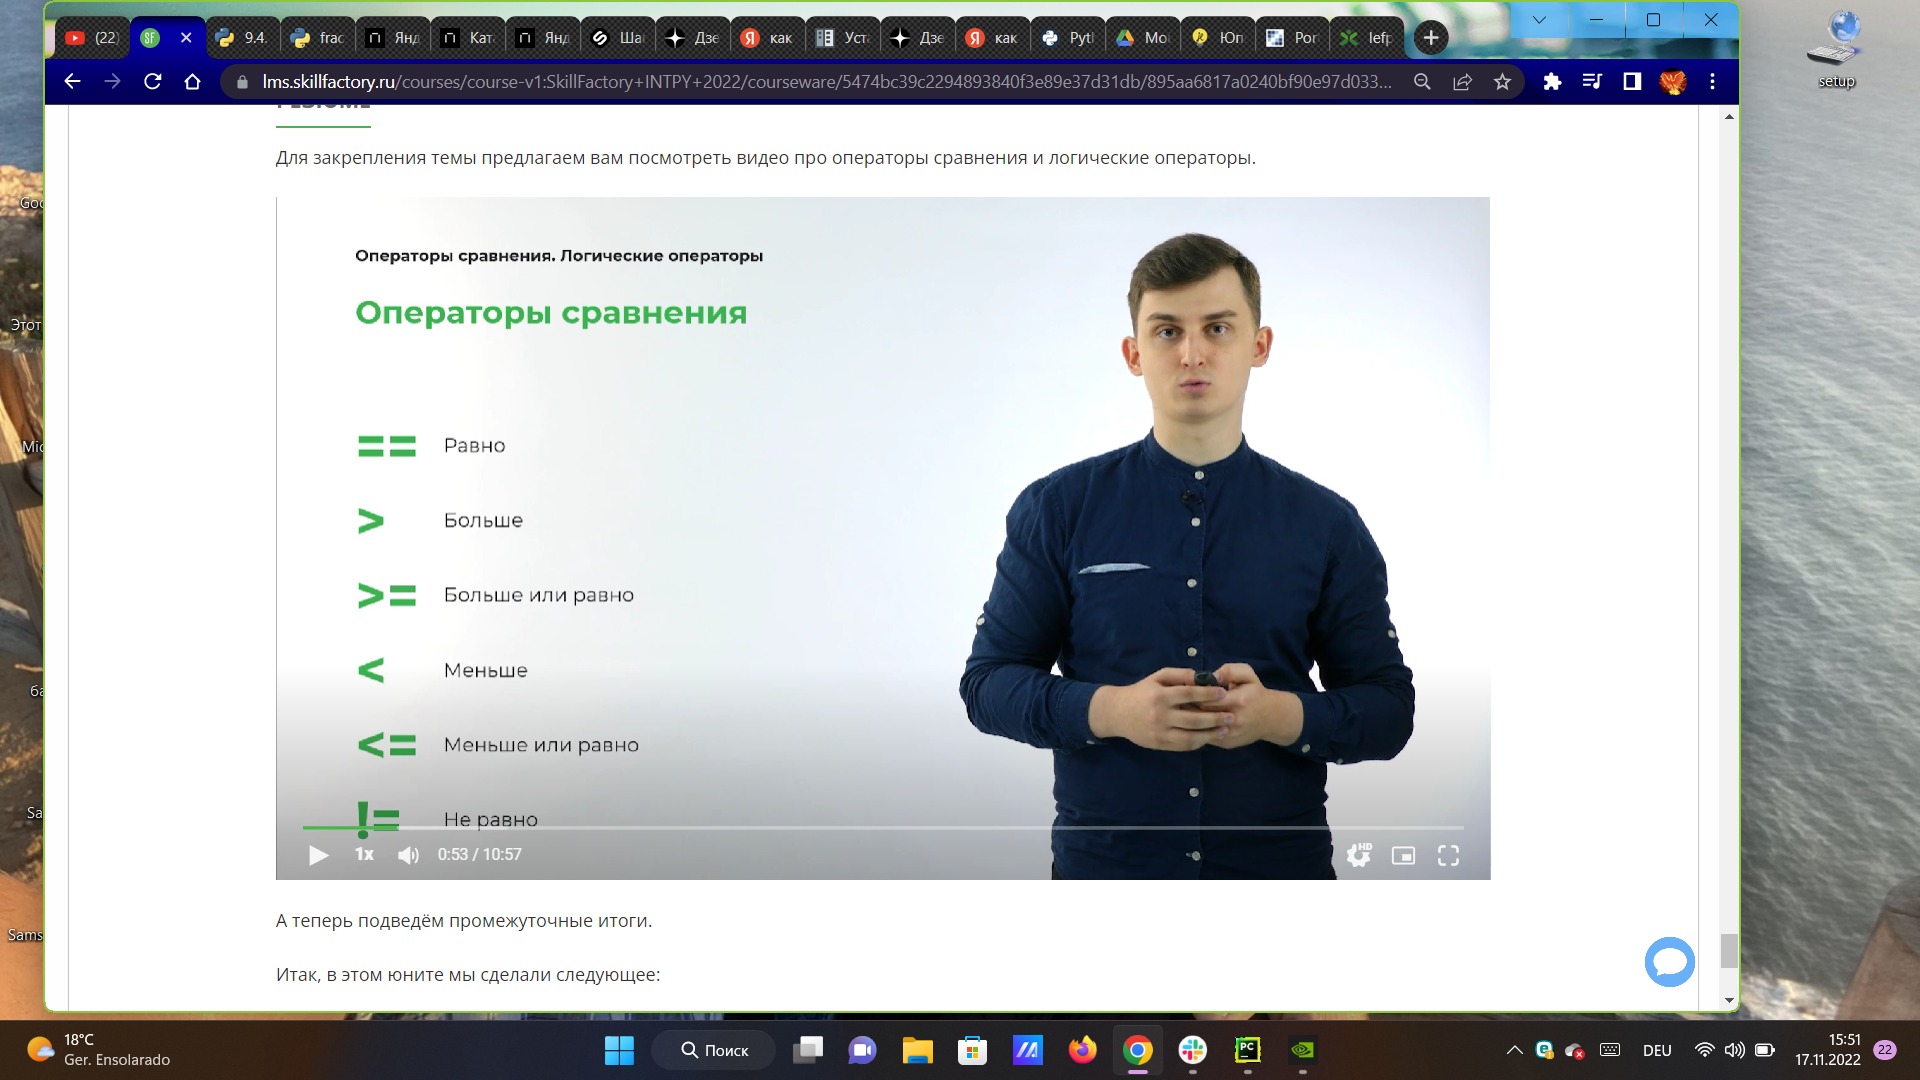 (22)
9.4.
frac
Янд
Кат
Янд
Ша
Дзе
как
Уст
Дзе
как
Pyt
Мо
Юп
Por
lefp
lms.skillfactory.ru/courses/course-v1:SkillFactory+INTPY+2022/courseware/5474bc39c2294893840f3e89e37d31db/895aa6817a0240bf90e97d033...
setup
Для закрепления темы предлагаем вам посмотреть видео про операторы сравнения и логические операторы.
Операторы сравнения. Логические операторы
Операторы сравнения
== Равно
> Больше
>= Больше или равно
< Меньше
<= Меньше или равно
!= Не равно
1x 0:53 / 10:57 HD
А теперь подведём промежуточные итоги.
Итак, в этом юните мы сделали следующее:
Goo
Этот
Mic
ба
Sa
Sams
18°C
Ger. Ensolarado
Поиск
DEU
15:51
17.11.2022
22